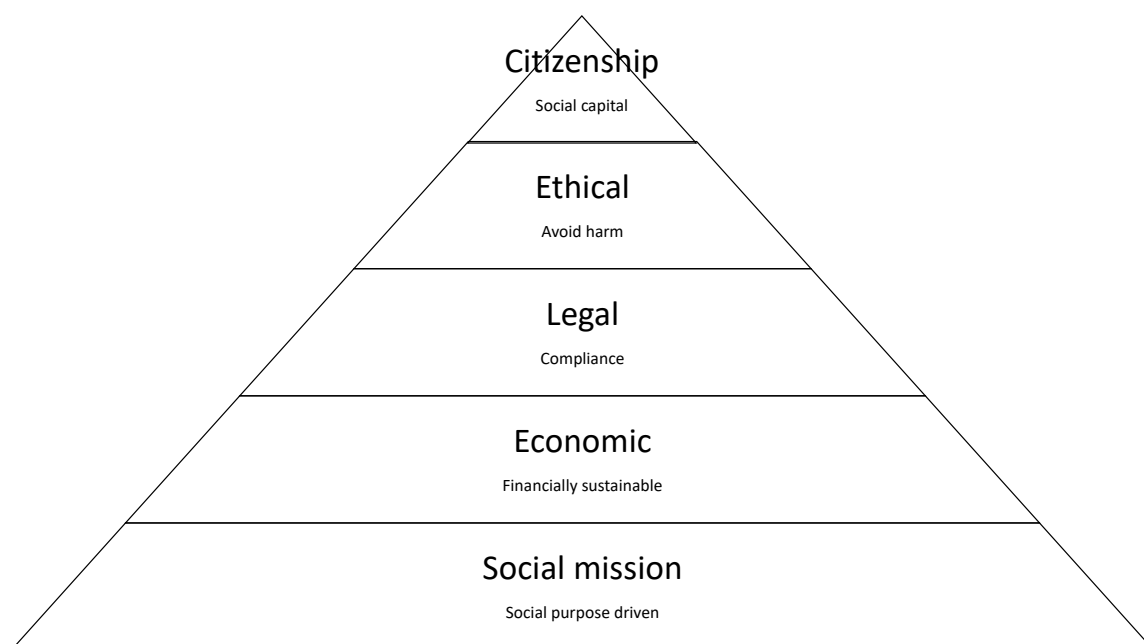 Citizenship
Social capital
Ethical
Avoid harm
Legal
Compliance
Economic
Financially sustainable
Social mission
Social purpose driven